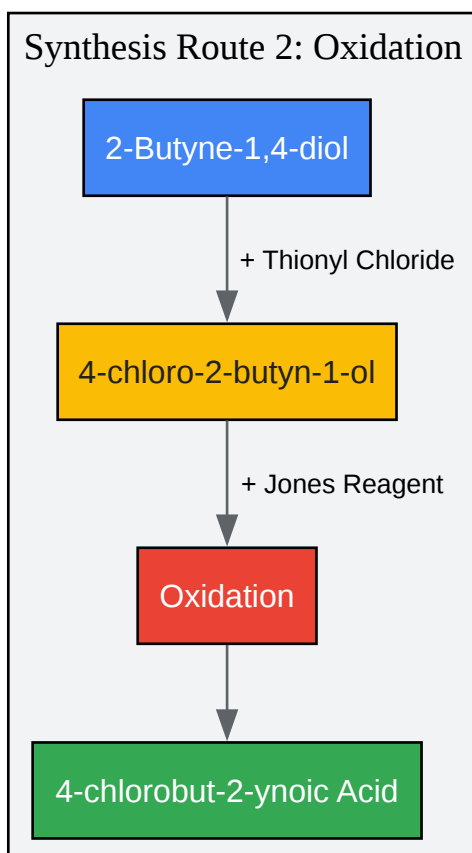 Synthesis Route 2: Oxidation
2-Butyne-1,4-diol
+ Thionyl Chloride
4-chloro-2-butyn-1-ol
+ Jones Reagent
Oxidation
4-chlorobut-2-ynoic Acid